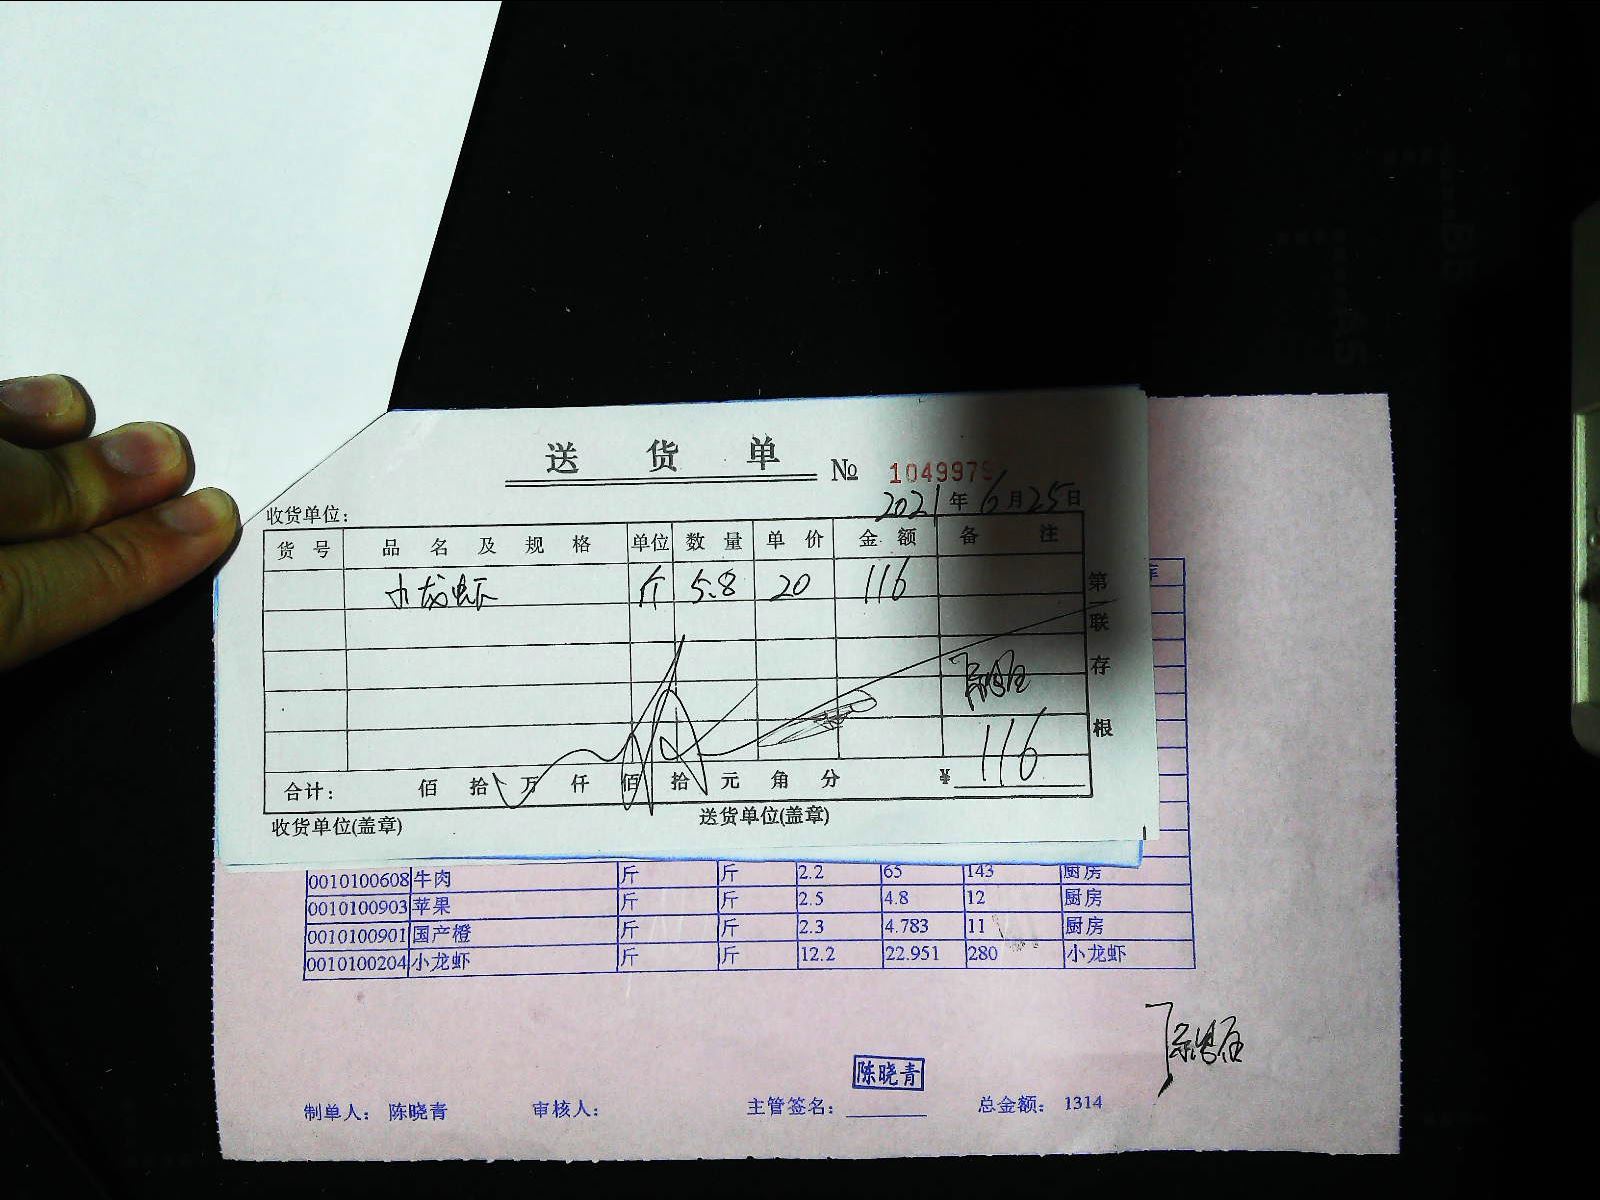 送 货 单 № 1049979
2021年6月25日
收货单位：
货 号 品 名 及 规 格 单位 数 量 单 价 金 额 备 注
小龙虾 斤 5.8 20 116
第
联
存
根
合计： 佰 拾 万 仟 佰 拾 元 角 分 ¥ 116
收货单位(盖章) 送货单位(盖章)
0010100608 牛肉 斤 斤 2.2 65 143 厨房
0010100903 苹果 斤 斤 2.5 4.8 12 厨房
0010100901 国产橙 斤 斤 2.3 4.783 11 厨房
0010100204 小龙虾 斤 斤 12.2 22.951 280 小龙虾
陈晓青
制单人： 陈晓青 审核人： 主管签名： 总金额： 1314